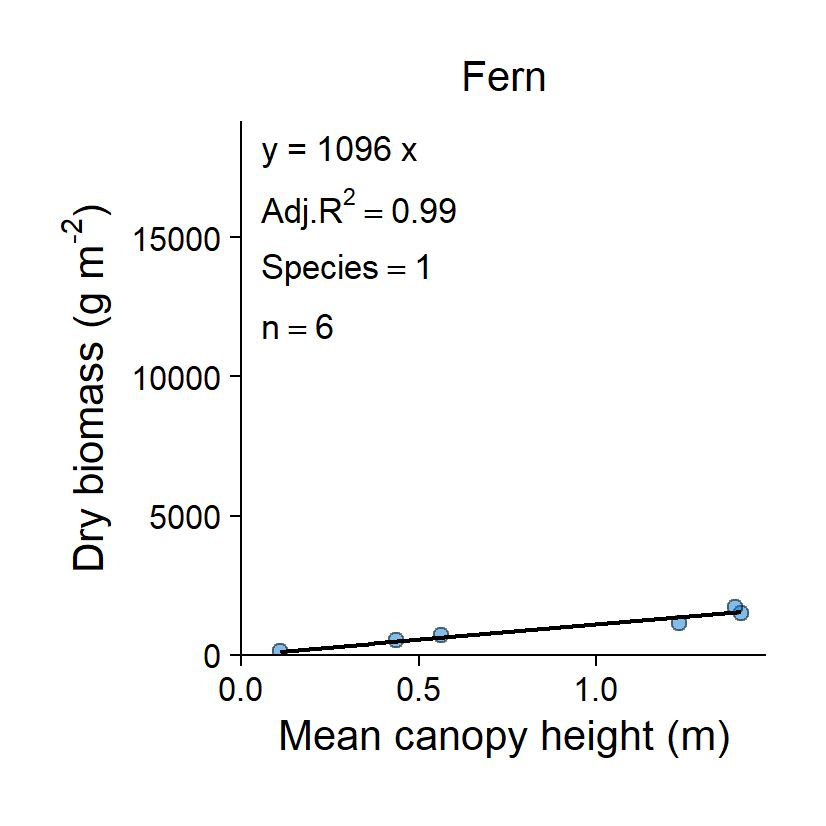 Fern
y = 1096 x
Adj.R² = 0.99
Species = 1
n = 6
Dry biomass (g m⁻²)
15000
10000
5000
0
0.0 0.5 1.0
Mean canopy height (m)